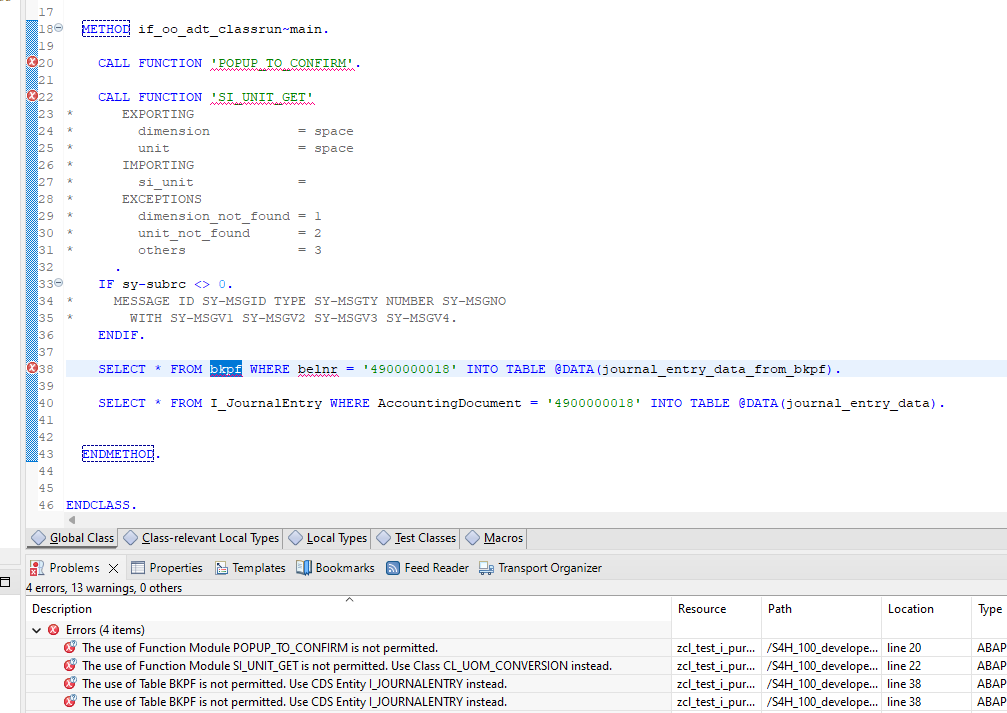 17
18 METHOD if_oo_adt_classrun~main.
19
20 CALL FUNCTION 'POPUP_TO_CONFIRM'.
21
22 CALL FUNCTION 'SI_UNIT_GET'
23 * EXPORTING
24 * dimension = space
25 * unit = space
26 * IMPORTING
27 * si_unit =
28 * EXCEPTIONS
29 * dimension_not_found = 1
30 * unit_not_found = 2
31 * others = 3
32 .
33 IF sy-subrc <> 0.
34 * MESSAGE ID SY-MSGID TYPE SY-MSGTY NUMBER SY-MSGNO
35 * WITH SY-MSGV1 SY-MSGV2 SY-MSGV3 SY-MSGV4.
36 ENDIF.
37
38 SELECT * FROM bkpf WHERE belnr = '4900000018' INTO TABLE @DATA(journal_entry_data_from_bkpf).
39
40 SELECT * FROM I_JournalEntry WHERE AccountingDocument = '4900000018' INTO TABLE @DATA(journal_entry_data).
41
42
43 ENDMETHOD.
44
45
46 ENDCLASS.
Global Class Class-relevant Local Types Local Types Test Classes Macros
Problems Properties Templates Bookmarks Feed Reader Transport Organizer
4 errors, 13 warnings, 0 others
Description Resource Path Location Type
Errors (4 items)
The use of Function Module POPUP_TO_CONFIRM is not permitted. zcl_test_i_pur... /S4H_100_develope... line 20 ABAP
The use of Function Module SI_UNIT_GET is not permitted. Use Class CL_UOM_CONVERSION instead. zcl_test_i_pur... /S4H_100_develope... line 22 ABAP
The use of Table BKPF is not permitted. Use CDS Entity I_JOURNALENTRY instead. zcl_test_i_pur... /S4H_100_develope... line 38 ABAP
The use of Table BKPF is not permitted. Use CDS Entity I_JOURNALENTRY instead. zcl_test_i_pur... /S4H_100_develope... line 38 ABAP